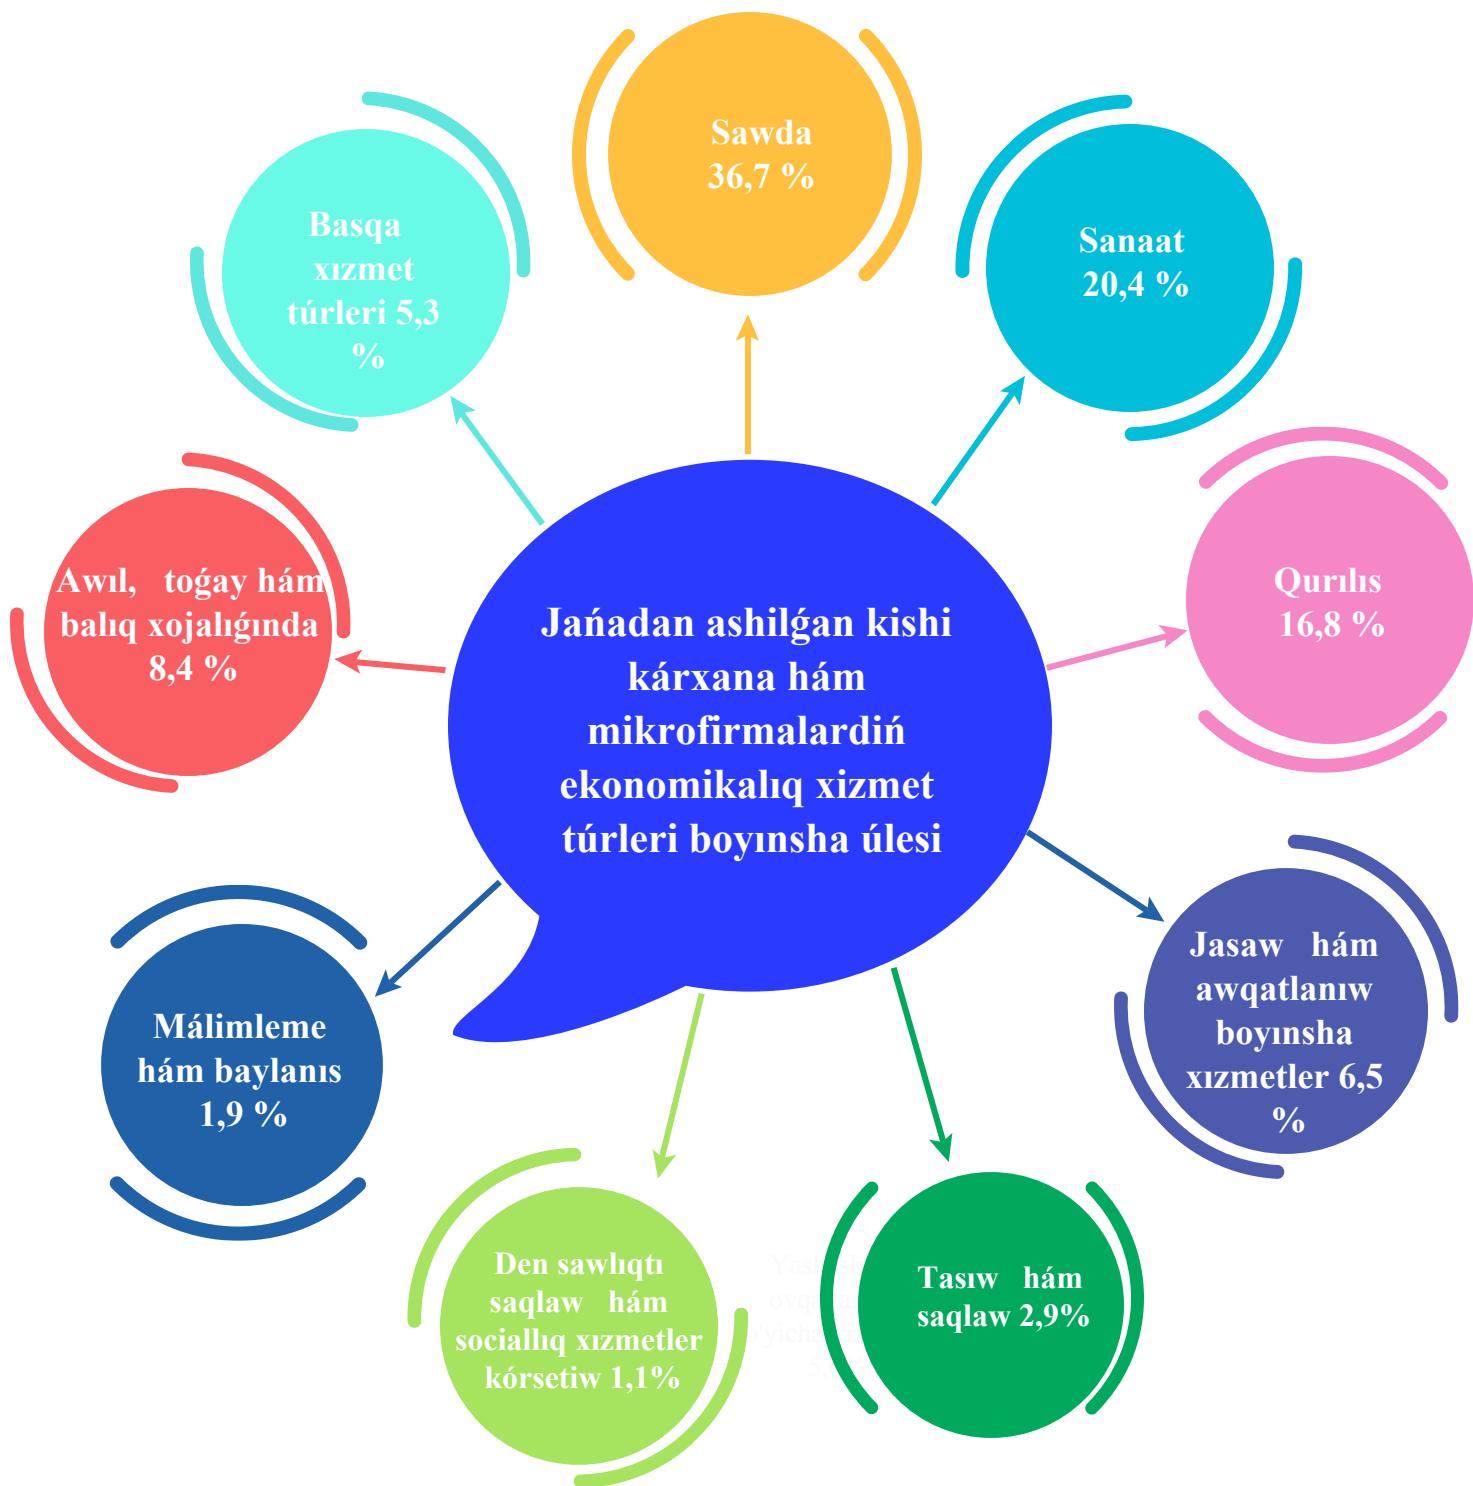 Sawda
36,7 %
Sanaat
20,4 %
Qurılıs
16,8 %
Jasaw hám
awqatlanıw
boyınsha
xızmetler 6,5
%
Tasıw hám
saqlaw 2,9%
Den sawlıqtı
saqlaw hám
sociallıq xızmetler
kórsetiw 1,1%
Málimleme
hám baylanıs
1,9 %
Awıl, toǵay hám
balıq xojalıǵında
8,4 %
Basqa
xızmet
túrleri 5,3
%
Jańadan ashilǵan kishi
kárxana hám
mikrofirmalardiń
ekonomikalıq xizmet
túrleri boyınsha úlesi